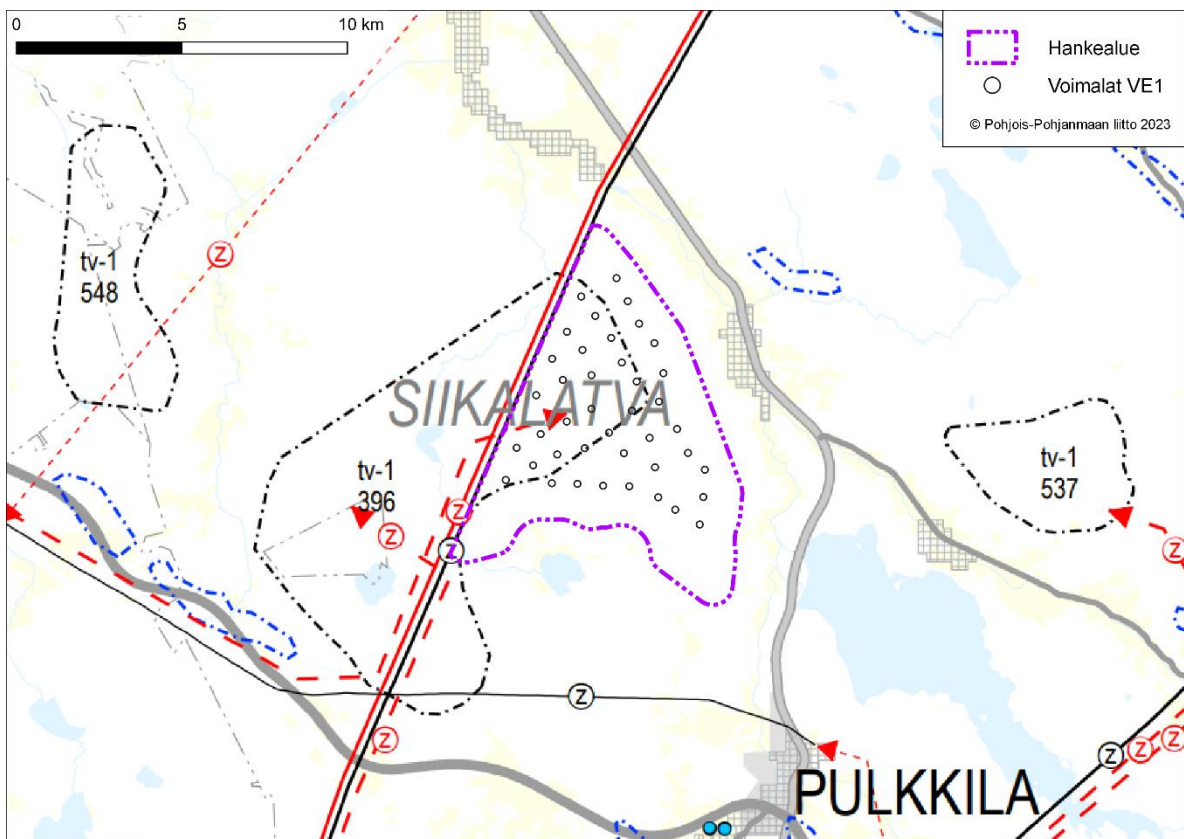 0 5 10 km
Hankealue
Voimalat VE1
© Pohjois-Pohjanmaan liitto 2023
z
tv-1
548
SIIKALATVA
tv-1
396
tv-1
537
z
z
z
z
z
z
z
z
z
z
PULKKILA